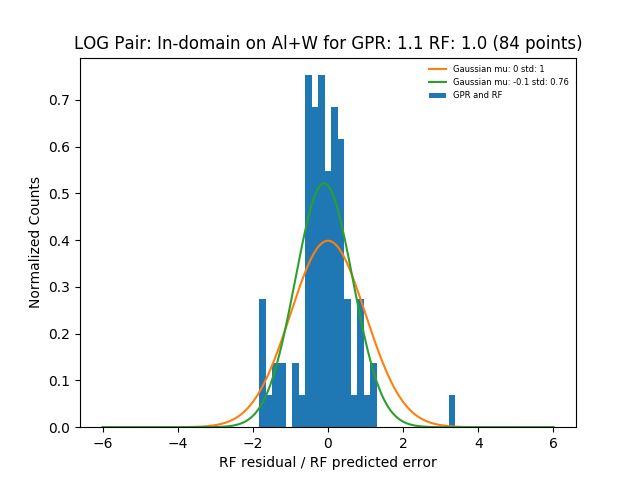 LOG Pair: In-domain on Al+W for GPR: 1.1 RF: 1.0 (84 points)
Gaussian mu: 0 std: 1
Gaussian mu: -0.1 std: 0.76
GPR and RF
Normalized Counts
0.7
0.6
0.5
0.4
0.3
0.2
0.1
0.0
−6
−4
−2
0
2
4
6
RF residual / RF predicted error